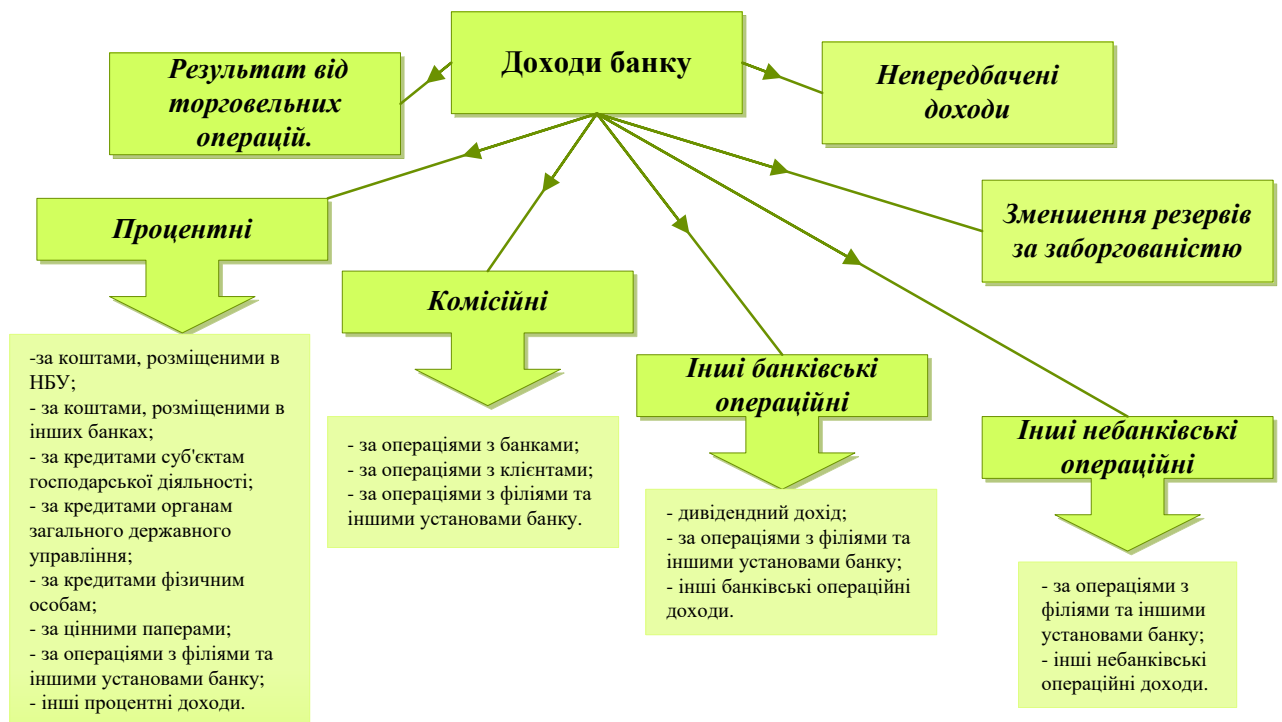 Доходи банку
Результат від
торговельних
операцій.
Непередбачені
доходи
Зменшення резервів
за заборгованістю
Процентні
-за коштами, розміщеними в
НБУ;
- за коштами, розміщеними в
інших банках;
- за кредитами суб'єктам
господарської діяльності;
- за кредитами органам
загального державного
управління;
- за кредитами фізичним
особам;
- за цінними паперами;
- за операціями з філіями та
іншими установами банку;
- інші процентні доходи.
Комісійні
- за операціями з банками;
- за операціями з клієнтами;
- за операціями з філіями та
іншими установами банку.
Інші банківські
операційні
- дивідендний дохід;
- за операціями з філіями та
іншими установами банку;
- інші банківські операційні
доходи.
Інші небанківські
операційні
- за операціями з
філіями та іншими
установами банку;
- інші небанківські
операційні доходи.